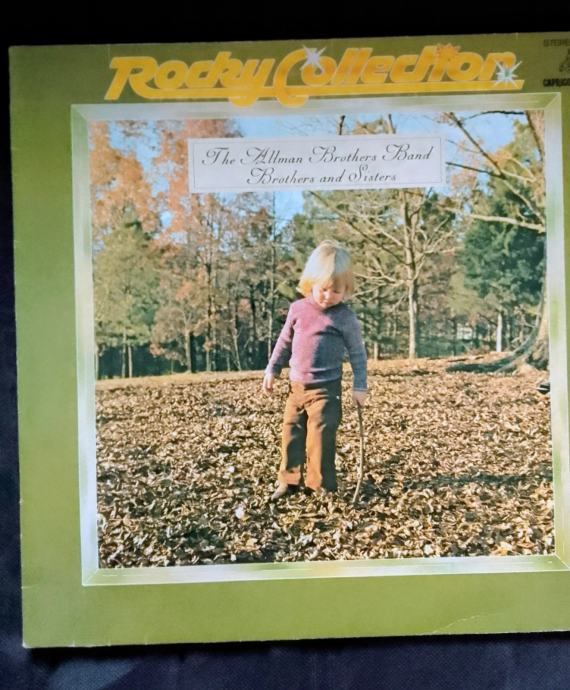 Rocky Collection
The Allman Brothers Band
Brothers and Sisters